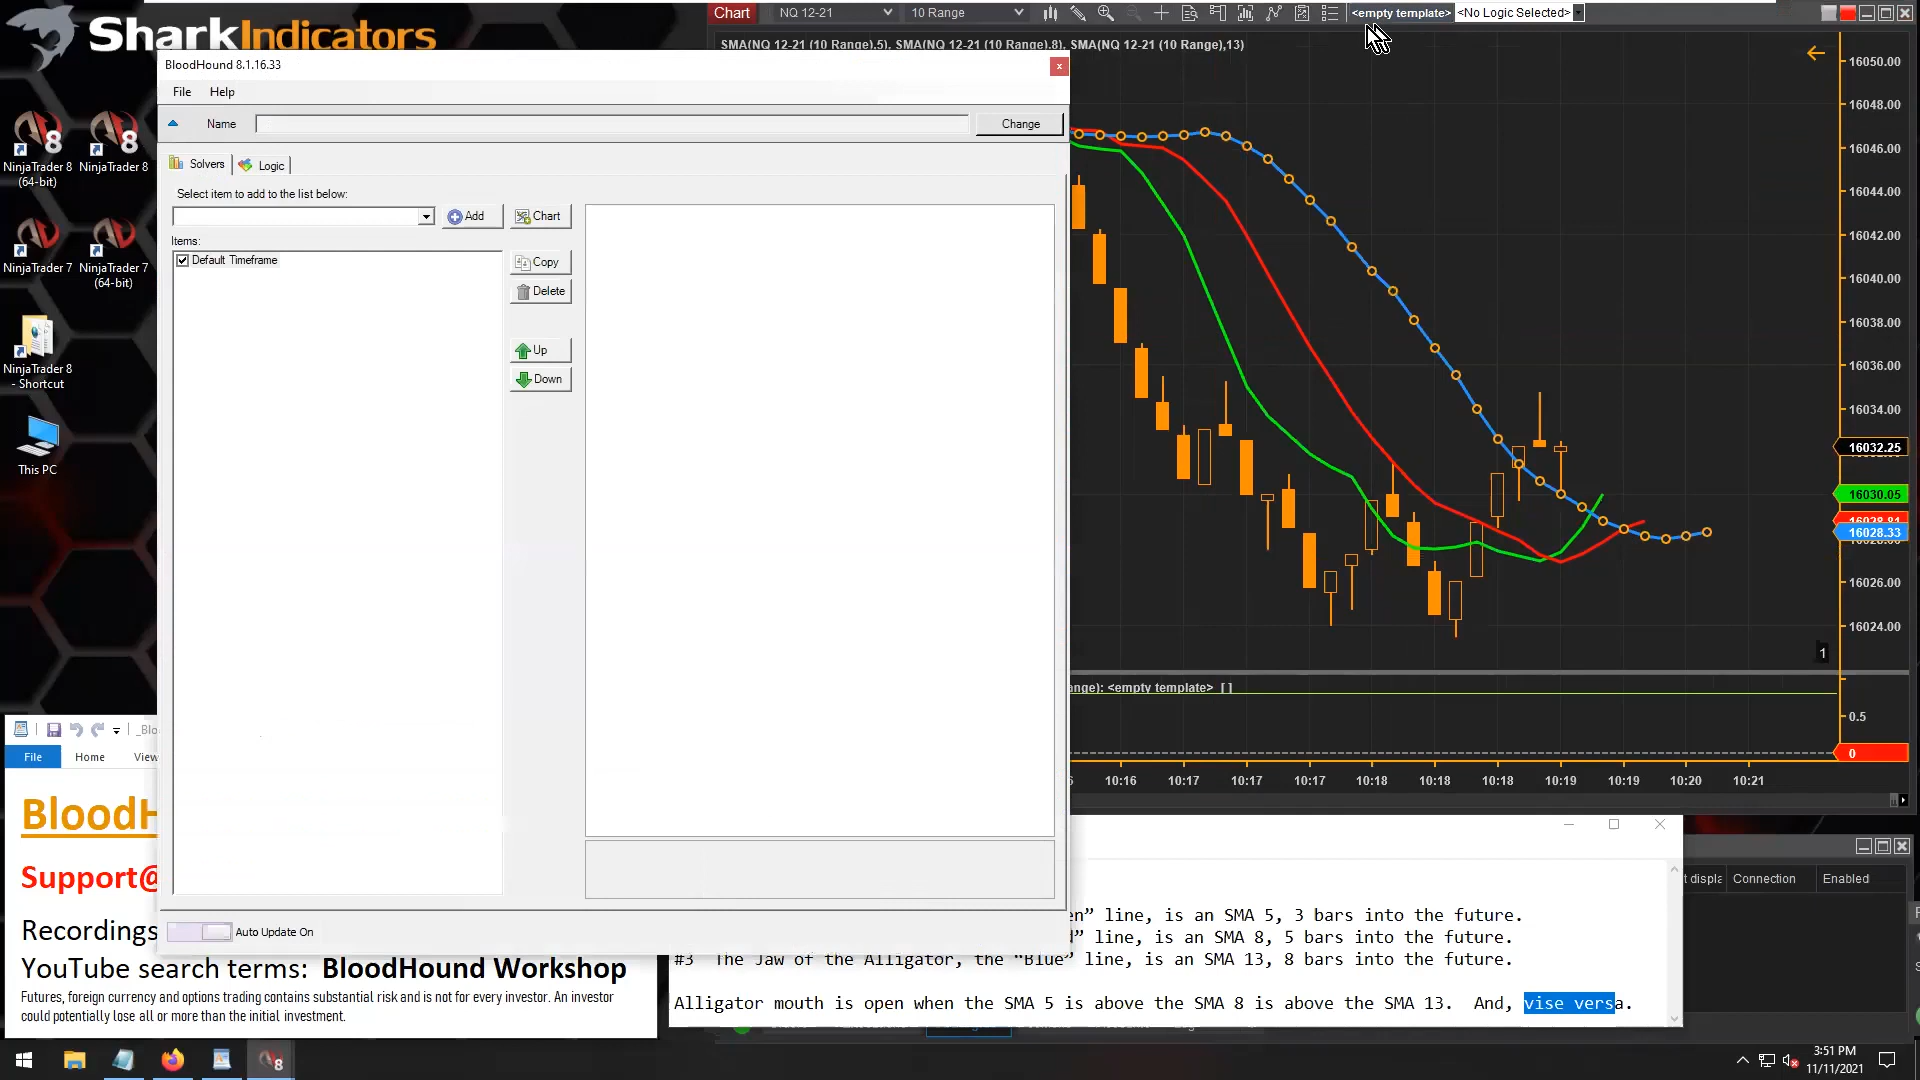 SharkIndicators
NinjaTrader 8
(64-bit)
NinjaTrader 8
NinjaTrader 7
NinjaTrader 7
(64-bit)
NinjaTrader 8
- Shortcut
This PC
BloodHound 8.1.16.33
x
File
Help
Name
Change
Solvers
Logic
Select item to add to the list below:
Add
Chart
Items:
Default Timeframe
Copy
Delete
Up
Down
Auto Update On
Chart
NQ 12-21
10 Range
<empty template>
<No Logic Selected>
SMA(NQ 12-21 (10 Range),5), SMA(NQ 12-21 (10 Range),8), SMA(NQ 12-21 (10 Range),13)
16050.00
16048.00
16046.00
16044.00
16042.00
16040.00
16038.00
16036.00
16034.00
16032.25
16030.05
16028.81
16028.33
16026.00
16024.00
1
ange): <empty template> [ ]
0.5
0
10:16
10:17
10:17
10:17
10:18
10:18
10:18
10:19
10:19
10:20
10:21
_Bloo
File
Home
View
BloodH
Support@
Recordings
YouTube search terms: BloodHound Workshop
Futures, foreign currency and options trading contains substantial risk and is not for every investor. An investor
could potentially lose all or more than the initial investment.
en” line, is an SMA 5, 3 bars into the future.
d” line, is an SMA 8, 5 bars into the future.
#3 The Jaw of the Alligator, the “Blue” line, is an SMA 13, 8 bars into the future.
Alligator mouth is open when the SMA 5 is above the SMA 8 is above the SMA 13. And, vise versa.
t displa
Connection
Enabled
3:51 PM
11/11/2021